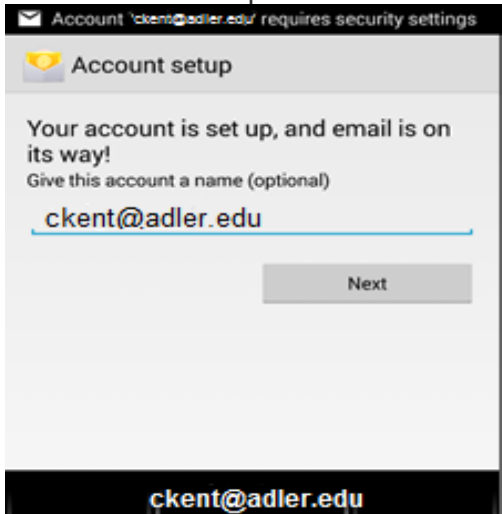 Account 'ckent@adler.edu' requires security settings
Account setup
Your account is set up, and email is on
its way!
Give this account a name (optional)
ckent@adler.edu
Next
ckent@adler.edu